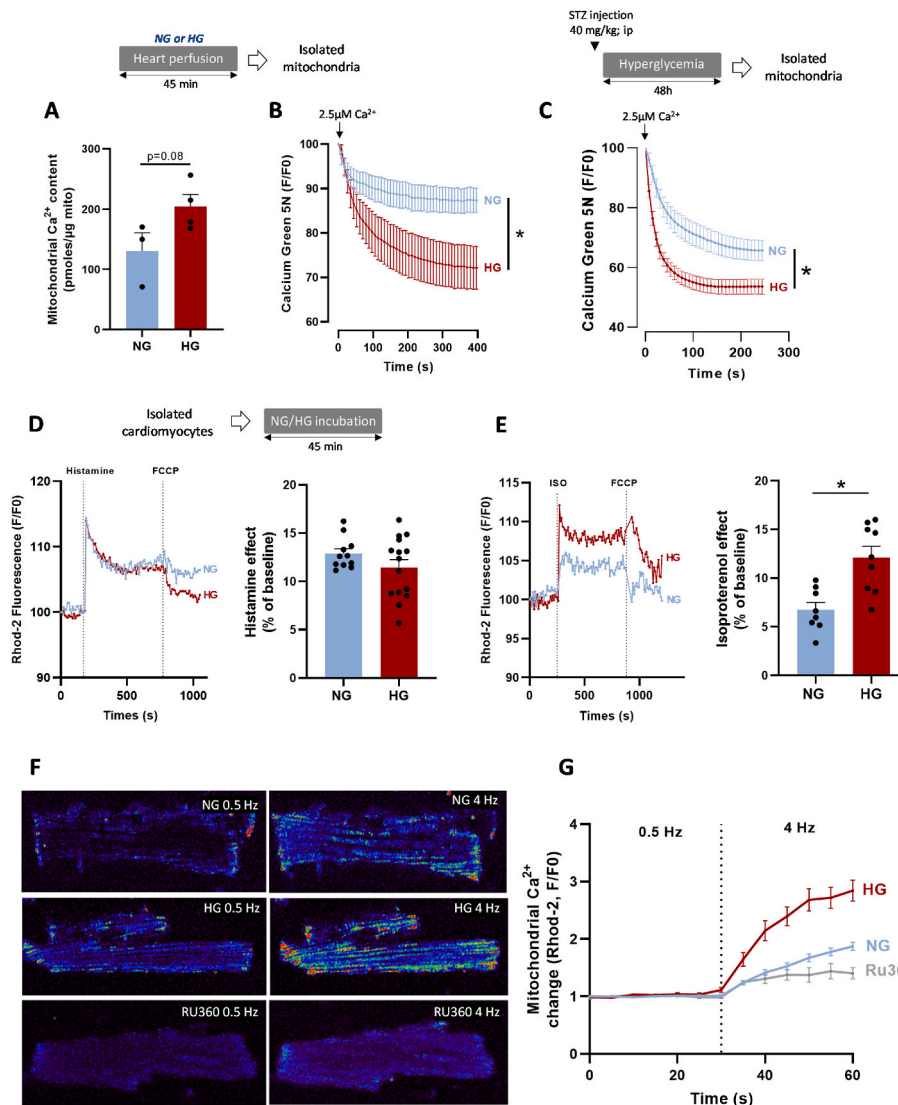 NG or HG
Heart perfusion
45 min
Isolated
mitochondria
STZ injection
40 mg/kg; ip
Hyperglycemia
48h
Isolated
mitochondria
A
Mitochondrial Ca²⁺ content
(pmoles/µg mito)
300
200
100
0
p=0.08
NG
HG
B
2.5µM Ca²⁺
Calcium Green 5N (F/F0)
100
90
80
70
60
NG
*
HG
0
100
200
300
400
Time (s)
C
2.5µM Ca²⁺
Calcium Green 5N (F/F0)
100
80
60
40
NG
*
HG
0
100
200
300
Time (s)
D
Isolated
cardiomyocytes
NG/HG incubation
45 min
Histamine
FCCP
Rhod-2 Fluorescence (F/F0)
120
110
100
90
NG
HG
0
500
1000
Times (s)
Histamine effect
(% of baseline)
20
15
10
5
0
NG
HG
E
ISO
FCCP
Rhod-2 Fluorescence (F/F0)
115
110
105
100
95
90
HG
NG
0
500
1000
Times (s)
Isoproterenol effect
(% of baseline)
20
15
10
5
0
*
NG
HG
F
NG 0.5 Hz
NG 4 Hz
HG 0.5 Hz
HG 4 Hz
RU360 0.5 Hz
RU360 4 Hz
G
Mitochondrial Ca²⁺
change (Rhod-2, F/F0)
4
3
2
1
0
0.5 Hz
4 Hz
HG
NG
0
20
40
60
Time (s)